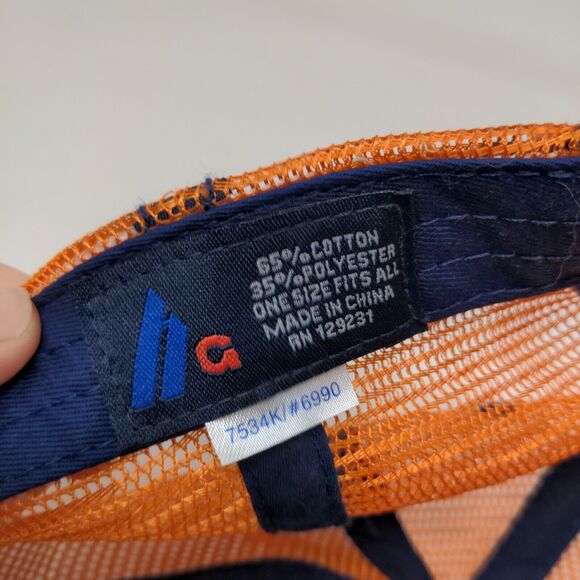 65% COTTON
35% POLYESTER
ONE SIZE FITS ALL
MADE IN CHINA
RN 129231
G
7534K/#6990